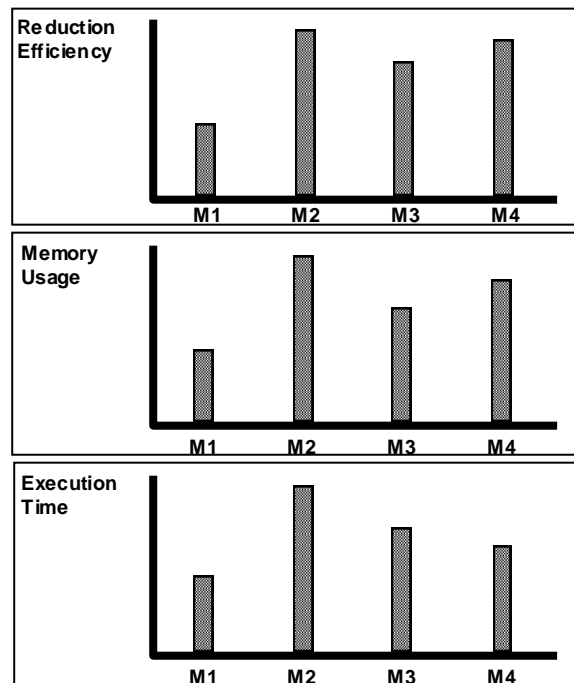 Reduction
Efficiency
M1 M2 M3 M4
Memory
Usage
M1 M2 M3 M4
Execution
Time
M1 M2 M3 M4